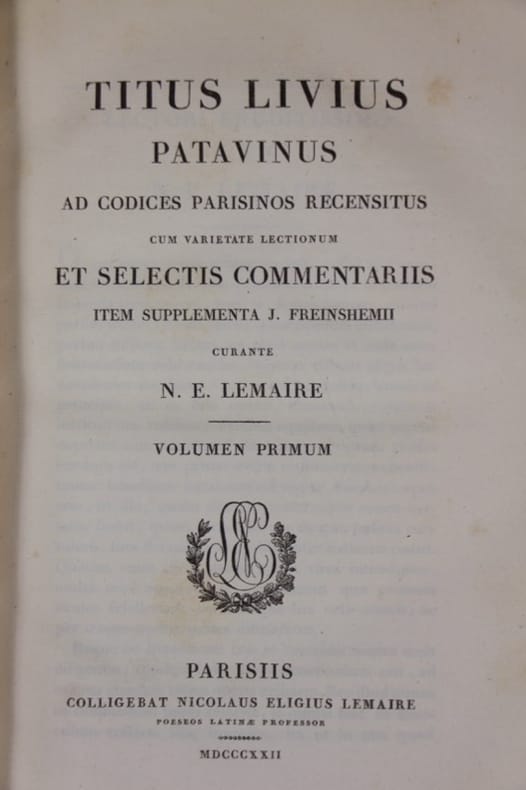 TITUS LIVIUS
PATAVINUS
AD CODICES PARISINOS RECENSITUS
CUM VARIETATE LECTIONUM
ET SELECTIS COMMENTARIIS
ITEM SUPPLEMENTA J. FREINSHEMII
CURANTE
N. E. LEMAIRE
VOLUMEN PRIMUM
PARISIIS
COLLIGEBAT NICOLAUS ELIGIUS LEMAIRE
POESEOS LATINÆ PROFESSOR
MDCCCXXII